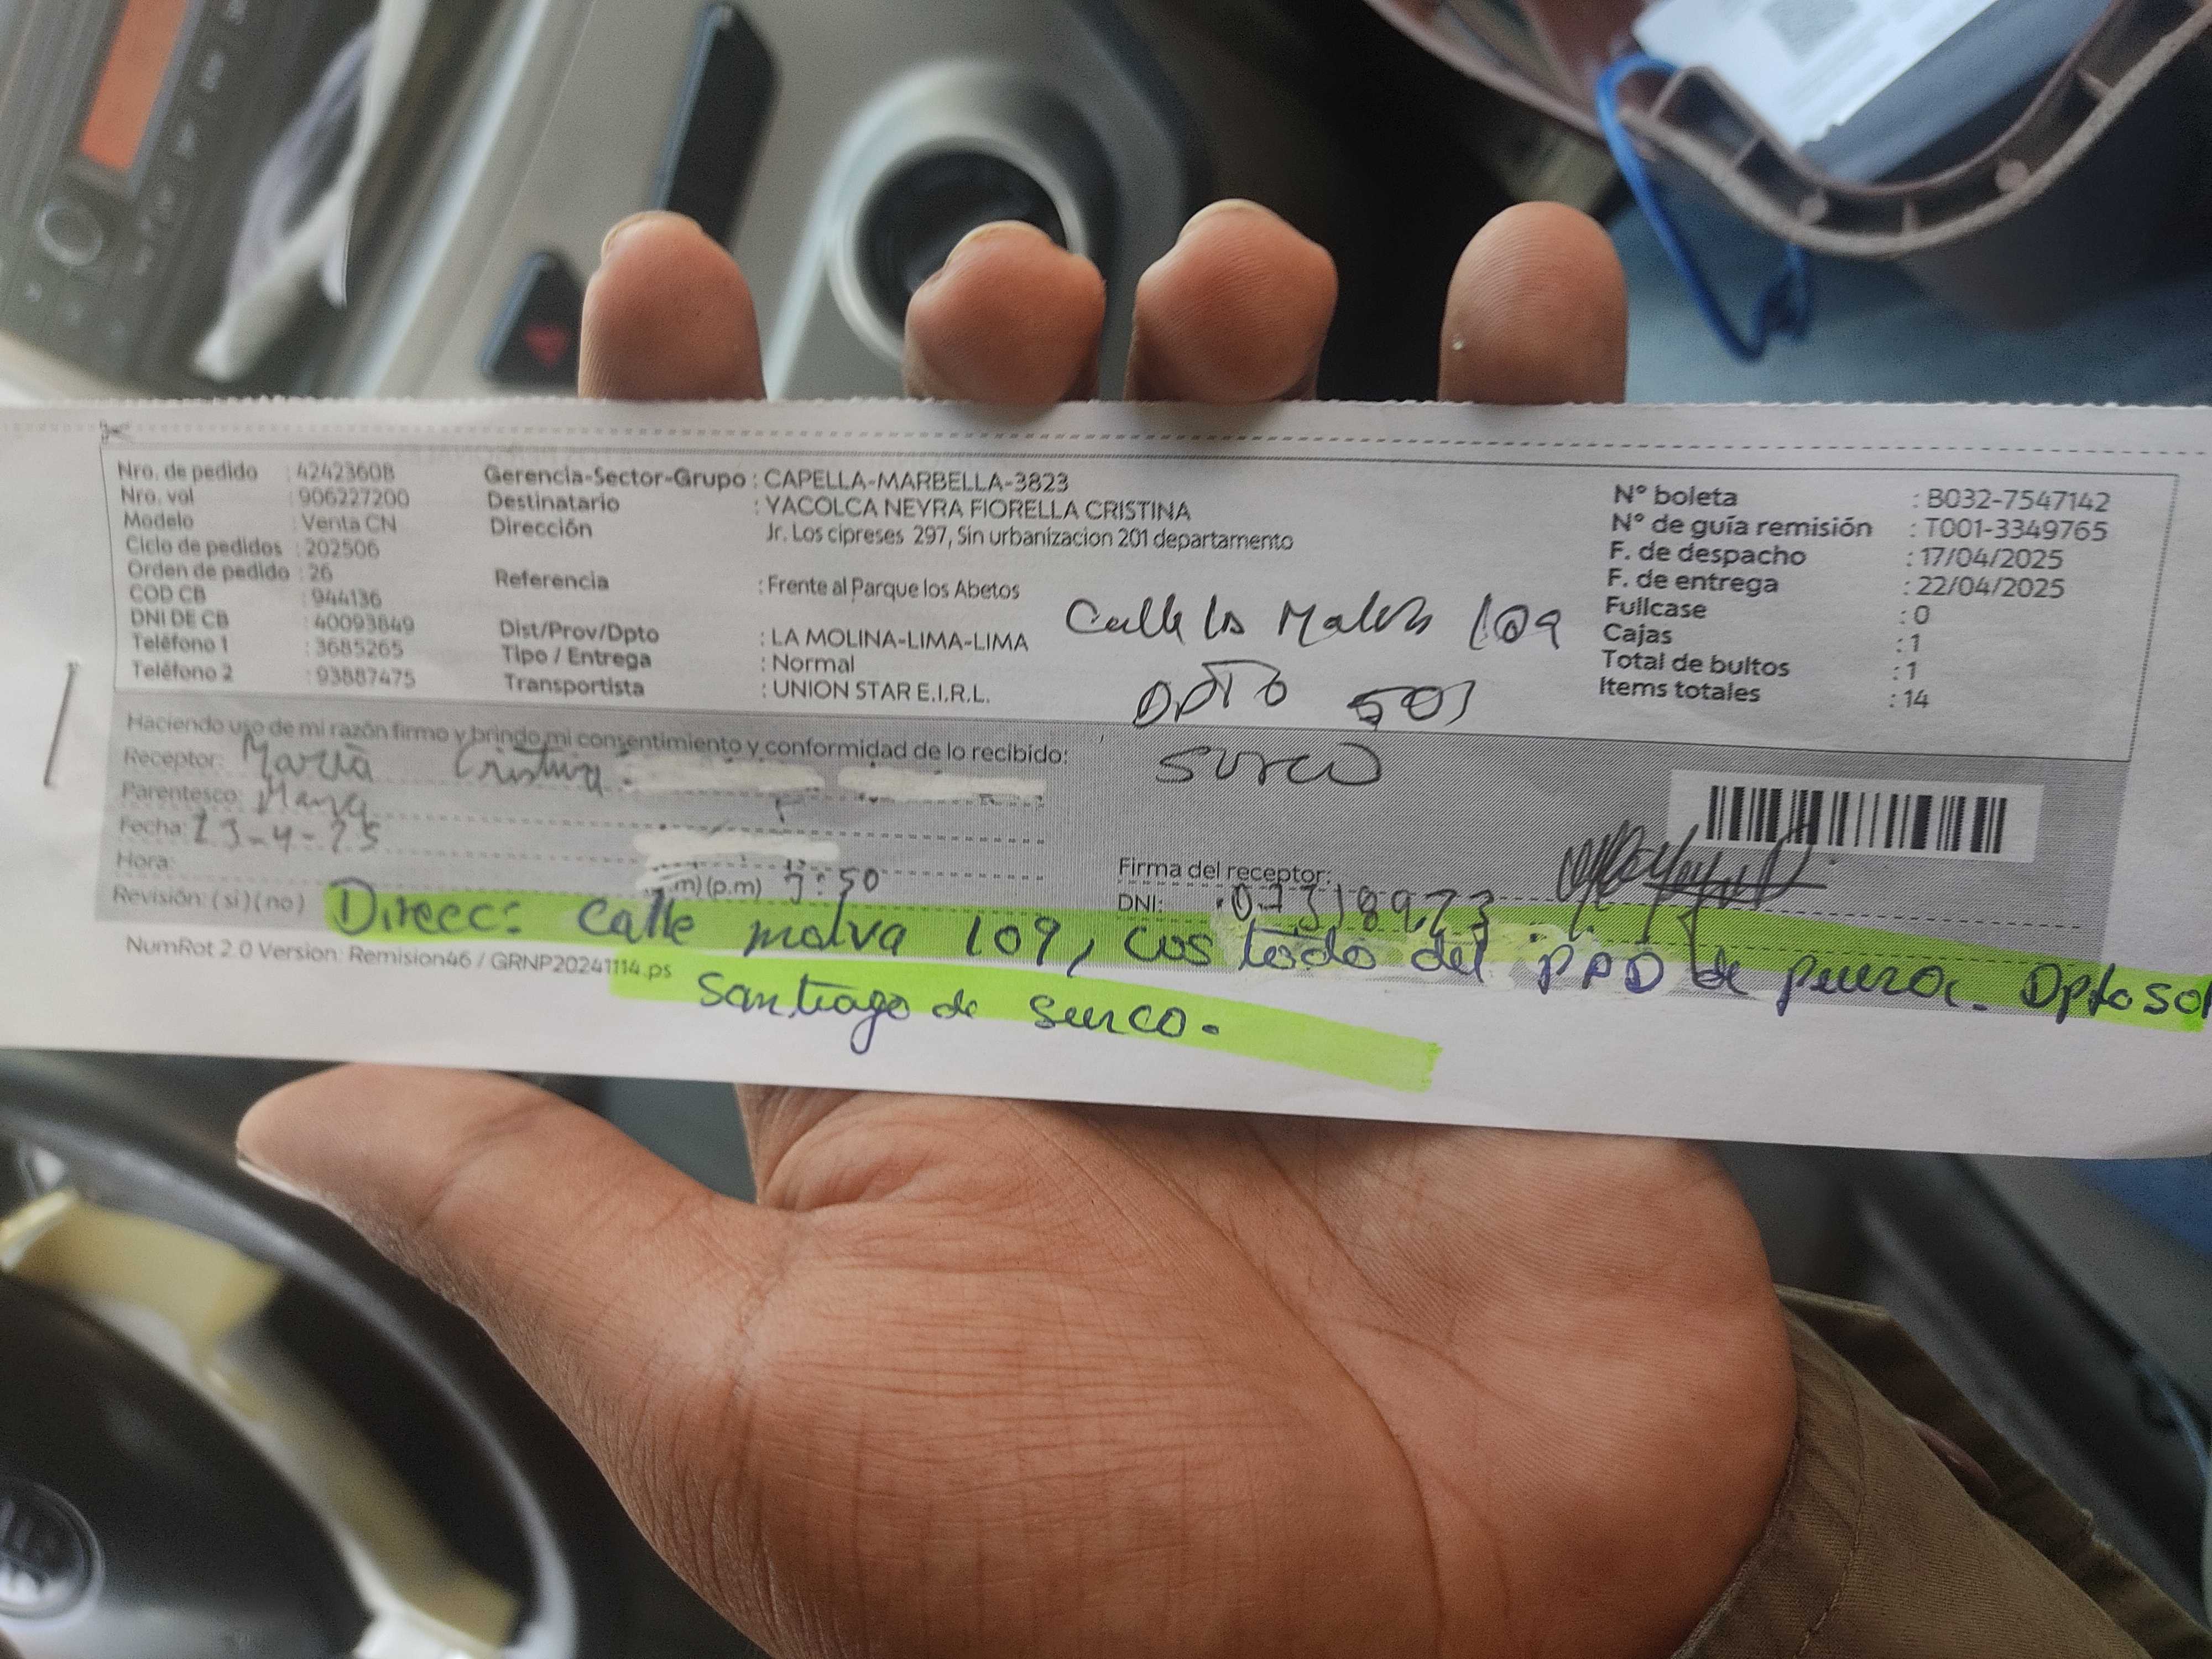 Nro. de pedido : 42423608
Nro. vol : 906227200
Modelo : Venta CN
Ciclo de pedidos : 202506
Orden de pedido : 26
COD CB : 944136
DNI DE CB : 40093849
Teléfono 1 : 3685265
Teléfono 2 : 93887475
Gerencia-Sector-Grupo : CAPELLA-MARBELLA-3823
Destinatario : YACOLCA NEYRA FIORELLA CRISTINA
Dirección Jr. Los cipreses 297, Sin urbanizacion 201 departamento
Referencia : Frente al Parque los Abetos
Dist/Prov/Dpto : LA MOLINA-LIMA-LIMA
Tipo / Entrega : Normal
Transportista : UNION STAR E.I.R.L.
N° boleta : B032-7547142
N° de guía remisión : T001-3349765
F. de despacho : 17/04/2025
F. de entrega : 22/04/2025
Fullcase : 0
Cajas : 1
Total de bultos : 1
Items totales : 14
Calle 109
DPTO 501
SURCO
Haciendo uso de mi razón firmo y brindo mi consentimiento y conformidad de lo recibido:
Receptor: María Cristina
Parentesco:
Fecha: 23-4-25
Hora: m) (p.m) 3:50
Revisión: (si) (no)
Firma del receptor:
DNI: 07318973
Direcc: Calle malva 109, costado del de Dpto 501
Santiago de Surco.
NumRot 2.0 Version: Remision46 / GRNP20241114.ps